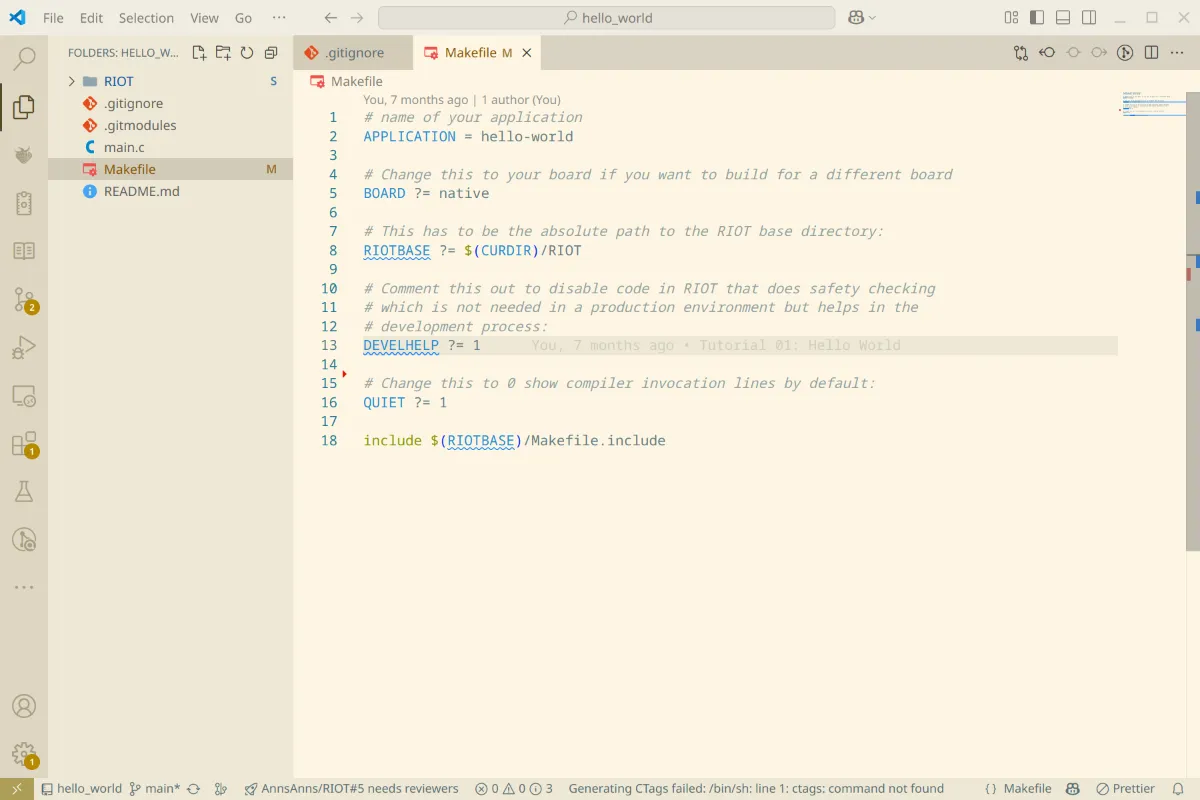 File Edit Selection View Go ···
hello_world
FOLDERS: HELLO_W...
.gitignore
Makefile M
RIOT S
.gitignore
.gitmodules
main.c
Makefile M
README.md
Makefile
You, 7 months ago | 1 author (You)
1 # name of your application
2 APPLICATION = hello-world
3
4 # Change this to your board if you want to build for a different board
5 BOARD ?= native
6
7 # This has to be the absolute path to the RIOT base directory:
8 RIOTBASE ?= $(CURDIR)/RIOT
9
10 # Comment this out to disable code in RIOT that does safety checking
11 # which is not needed in a production environment but helps in the
12 # development process:
13 DEVELHELP ?= 1 You, 7 months ago • Tutorial 01: Hello World
14
15 # Change this to 0 show compiler invocation lines by default:
16 QUIET ?= 1
17
18 include $(RIOTBASE)/Makefile.include
2
1
1
hello_world main* AnnsAnns/RIOT#5 needs reviewers 0 0 3 Generating CTags failed: /bin/sh: line 1: ctags: command not found {} Makefile Prettier